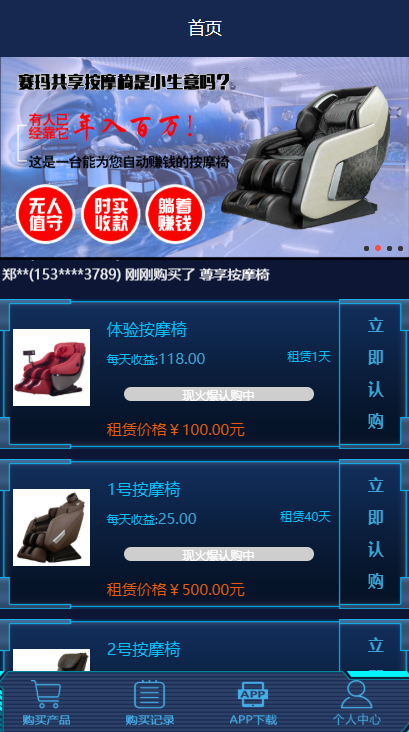 首页
赛玛共享按摩椅是小生意吗?
有人已
经靠它
年入百万!
这是一台能为您自动赚钱的按摩椅
无人
值守
时实
收款
躺着
赚钱
郑**(153****3789) 刚刚购买了 尊享按摩椅
体验按摩椅
每天收益:118.00
租赁1天
现火爆认购中
租赁价格￥100.00元
立
即
认
购
1号按摩椅
每天收益:25.00
租赁40天
现火爆认购中
租赁价格￥500.00元
立
即
认
购
2号按摩椅
立
购买产品
购买记录
APP
APP下载
个人中心